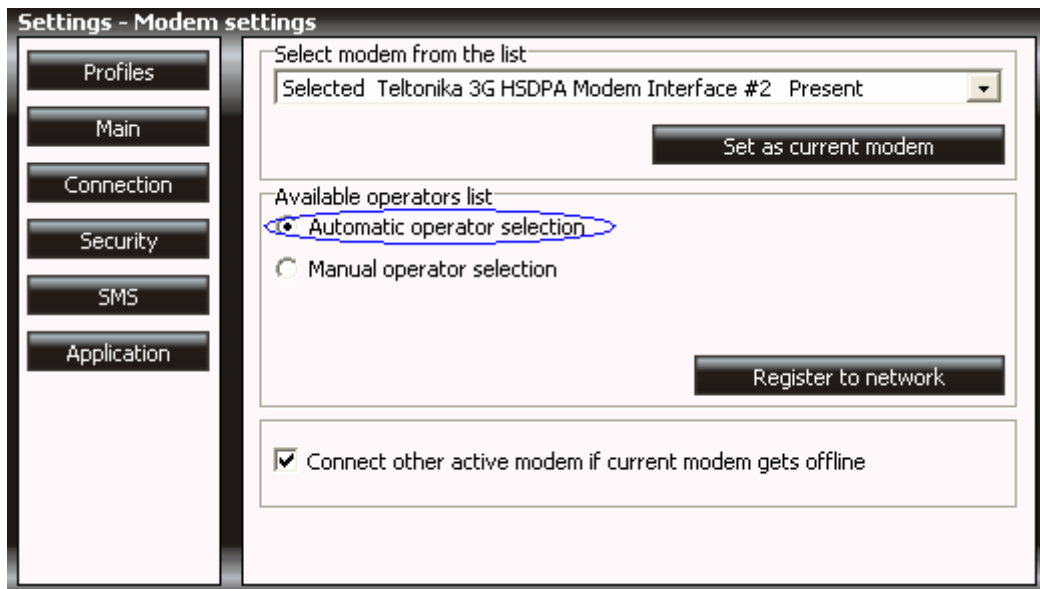 Settings - Modem settings
Profiles
Main
Connection
Security
SMS
Application
Select modem from the list
Selected Teltonika 3G HSDPA Modem Interface #2 Present
Set as current modem
Available operators list
Automatic operator selection
Manual operator selection
Register to network
Connect other active modem if current modem gets offline